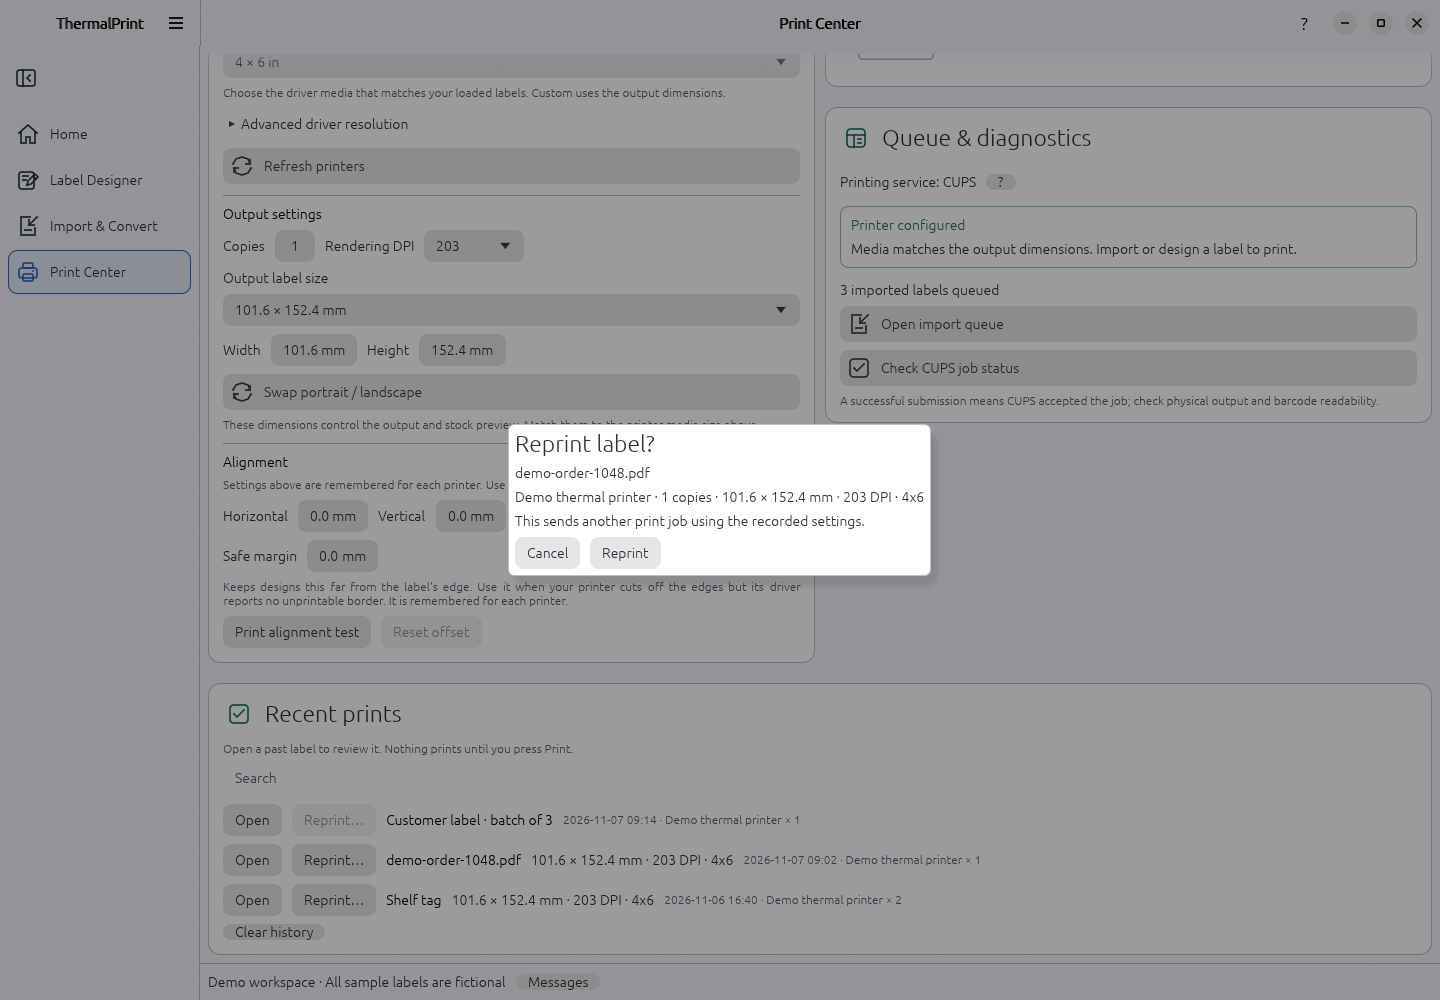 ThermalPrint
Print Center
?
Home
Label Designer
Import & Convert
Print Center
4 × 6 in
Choose the driver media that matches your loaded labels. Custom uses the output dimensions.
Advanced driver resolution
Refresh printers
Output settings
Copies 1 Rendering DPI 203
Output label size
101.6 × 152.4 mm
Width 101.6 mm Height 152.4 mm
Swap portrait / landscape
These dimensions control the output and stock preview. Match them to the printer media size above.
Alignment
Settings above are remembered for each printer. Use
Horizontal 0.0 mm Vertical 0.0 mm
Safe margin 0.0 mm
Keeps designs this far from the label's edge. Use it when your printer cuts off the edges but its driver
reports no unprintable border. It is remembered for each printer.
Print alignment test Reset offset
Queue & diagnostics
Printing service: CUPS ?
Printer configured
Media matches the output dimensions. Import or design a label to print.
3 imported labels queued
Open import queue
Check CUPS job status
A successful submission means CUPS accepted the job; check physical output and barcode readability.
Reprint label?
demo-order-1048.pdf
Demo thermal printer · 1 copies · 101.6 × 152.4 mm · 203 DPI · 4x6
This sends another print job using the recorded settings.
Cancel Reprint
Recent prints
Open a past label to review it. Nothing prints until you press Print.
Search
Open Reprint... Customer label · batch of 3 2026-11-07 09:14 · Demo thermal printer × 1
Open Reprint... demo-order-1048.pdf 101.6 × 152.4 mm · 203 DPI · 4x6 2026-11-07 09:02 · Demo thermal printer × 1
Open Reprint... Shelf tag 101.6 × 152.4 mm · 203 DPI · 4x6 2026-11-06 16:40 · Demo thermal printer × 2
Clear history
Demo workspace · All sample labels are fictional Messages